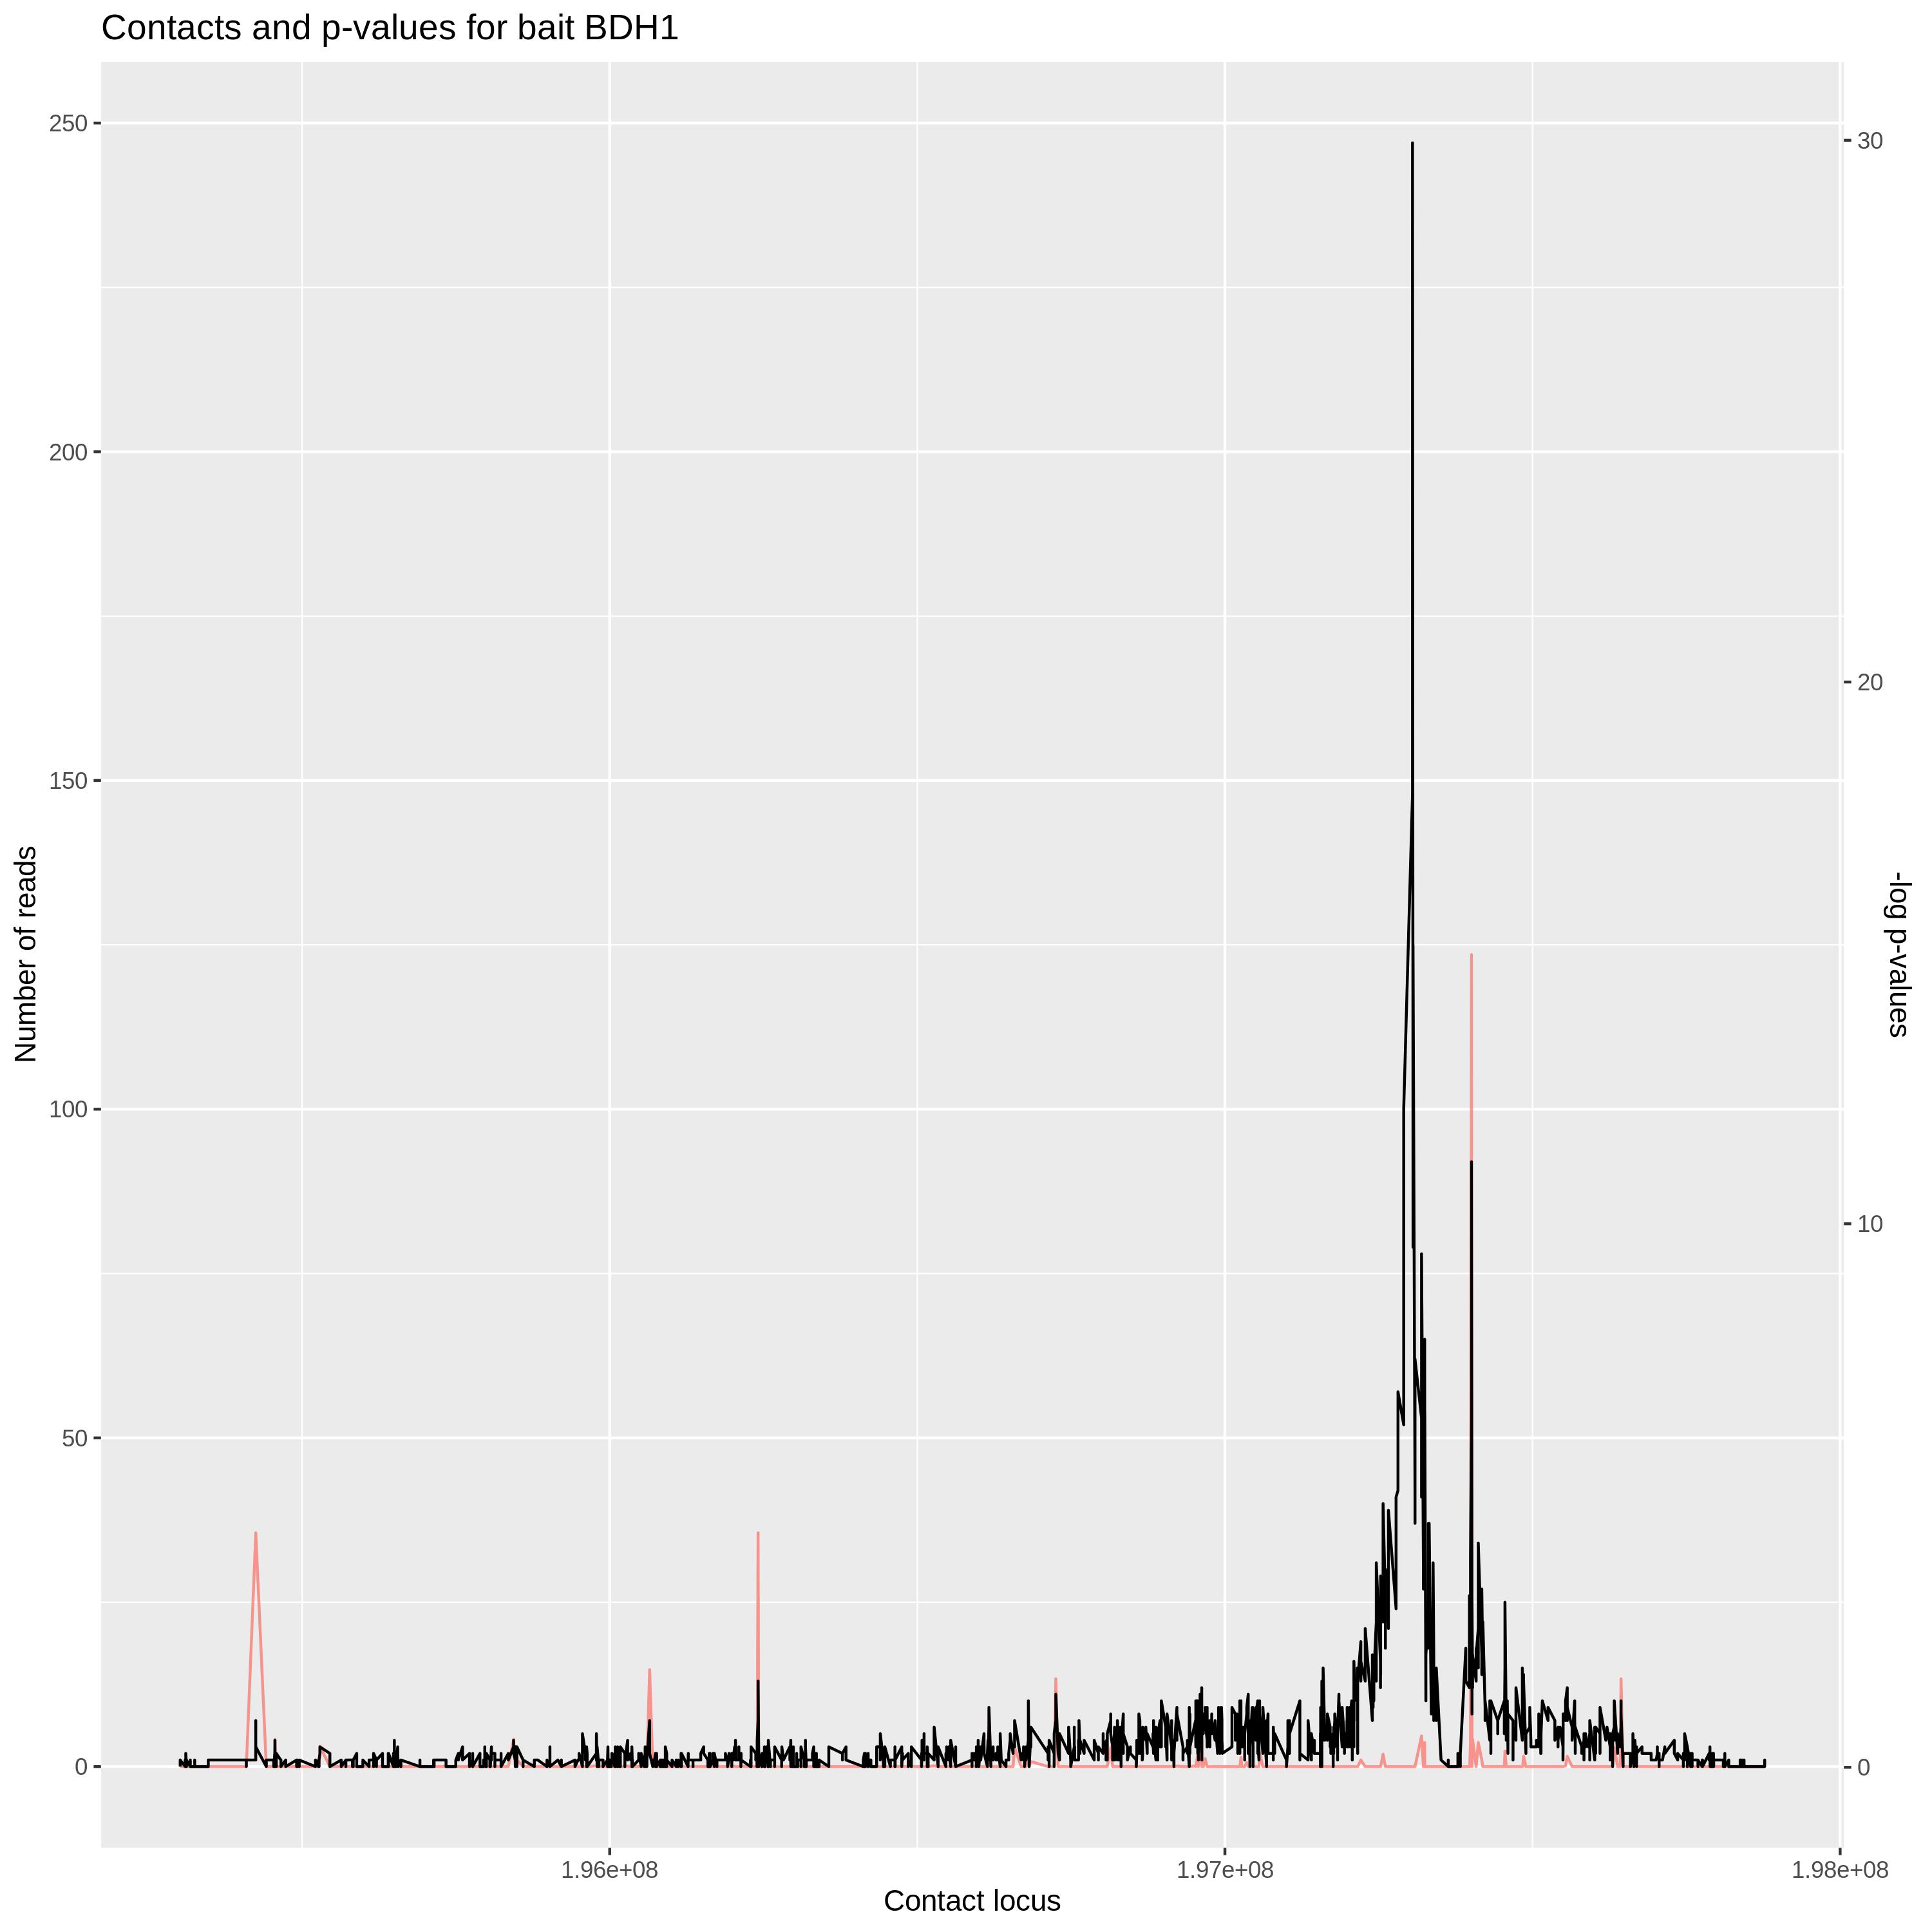 Contacts and p-values for bait BDH1
250
200
150
100
50
0
30
20
10
0
Number of reads
-log p-values
1.96e+08
1.97e+08
1.98e+08
Contact locus